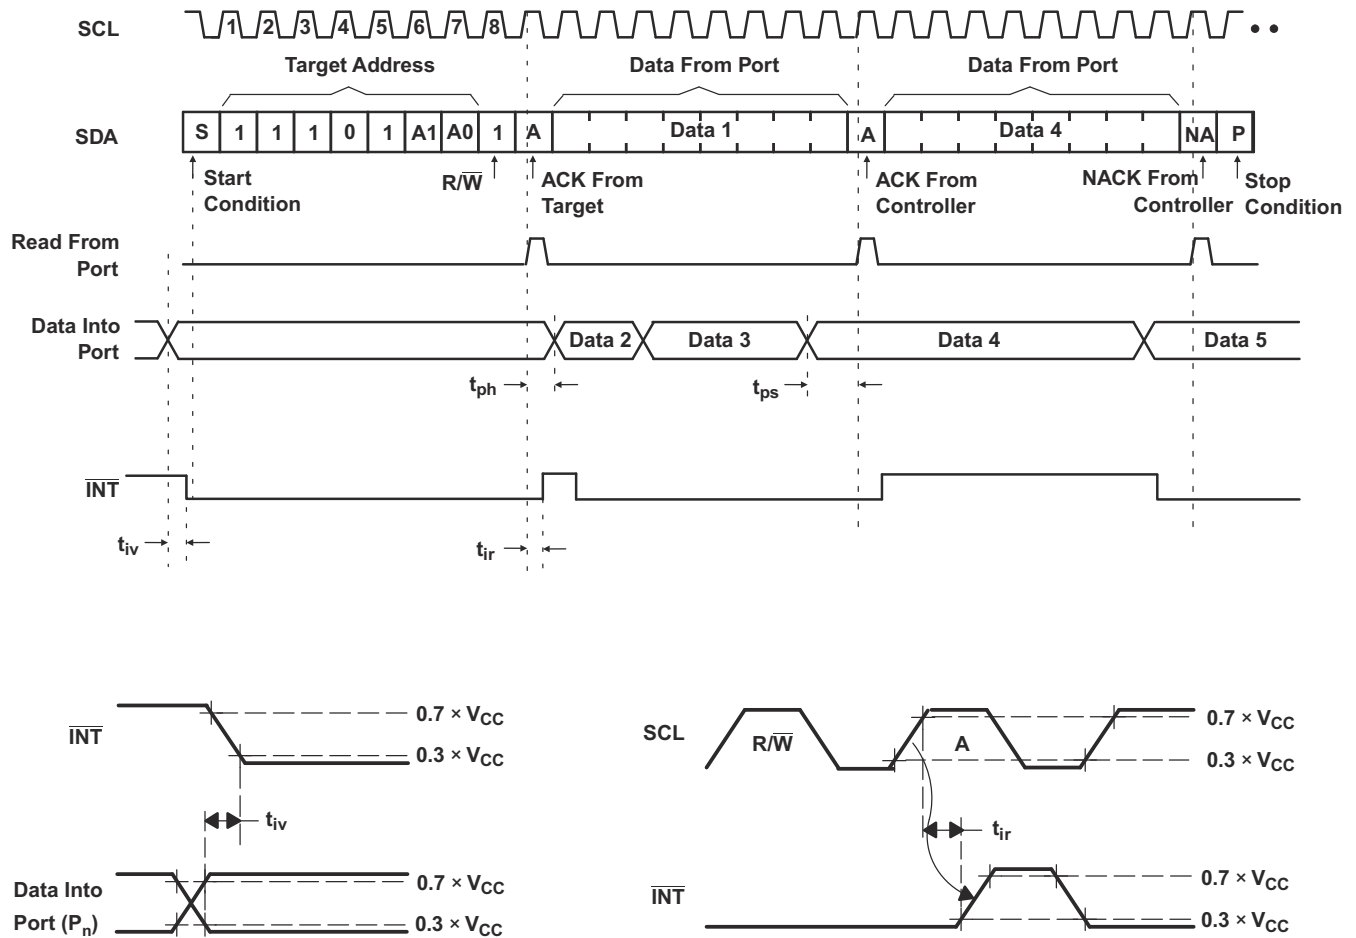 SCL 1 2 3 4 5 6 7 8
Target Address Data From Port Data From Port
SDA S 1 1 1 0 1 A1 A0 1 A Data 1 A Data 4 NA P
Start
Condition
R/W̅
ACK From
Target
ACK From
Controller
NACK From
Controller
Stop
Condition
Read From
Port
Data Into
Port
Data 2 Data 3 Data 4 Data 5
tph tps
I̅N̅T̅
tiv tir
I̅N̅T̅
0.7 × VCC
0.3 × VCC
tiv
Data Into
Port (Pn)
0.7 × VCC
0.3 × VCC
SCL
R/W̅ A
0.7 × VCC
0.3 × VCC
tir
I̅N̅T̅
0.7 × VCC
0.3 × VCC